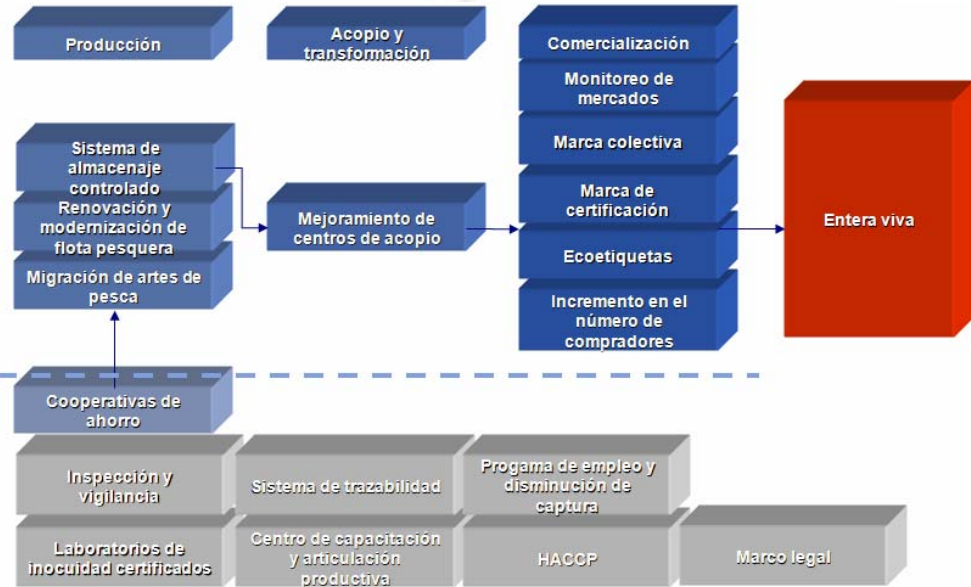 Producción
Acopio y
transformación
Comercialización
Monitoreo de
mercados
Marca colectiva
Marca de
certificación
Ecoetiquetas
Incremento en el
número de
compradores
Sistema de
almacenaje
controlado
Renovación y
modernización de
flota pesquera
Migración de artes de
pesca
Mejoramiento de
centros de acopio
Entera viva
Cooperativas de
ahorro
Inspección y
vigilancia
Sistema de trazabilidad
Progama de empleo y
disminución de
captura
Laboratorios de
inocuidad certificados
Centro de capacitación
y articulación
productiva
HACCP
Marco legal